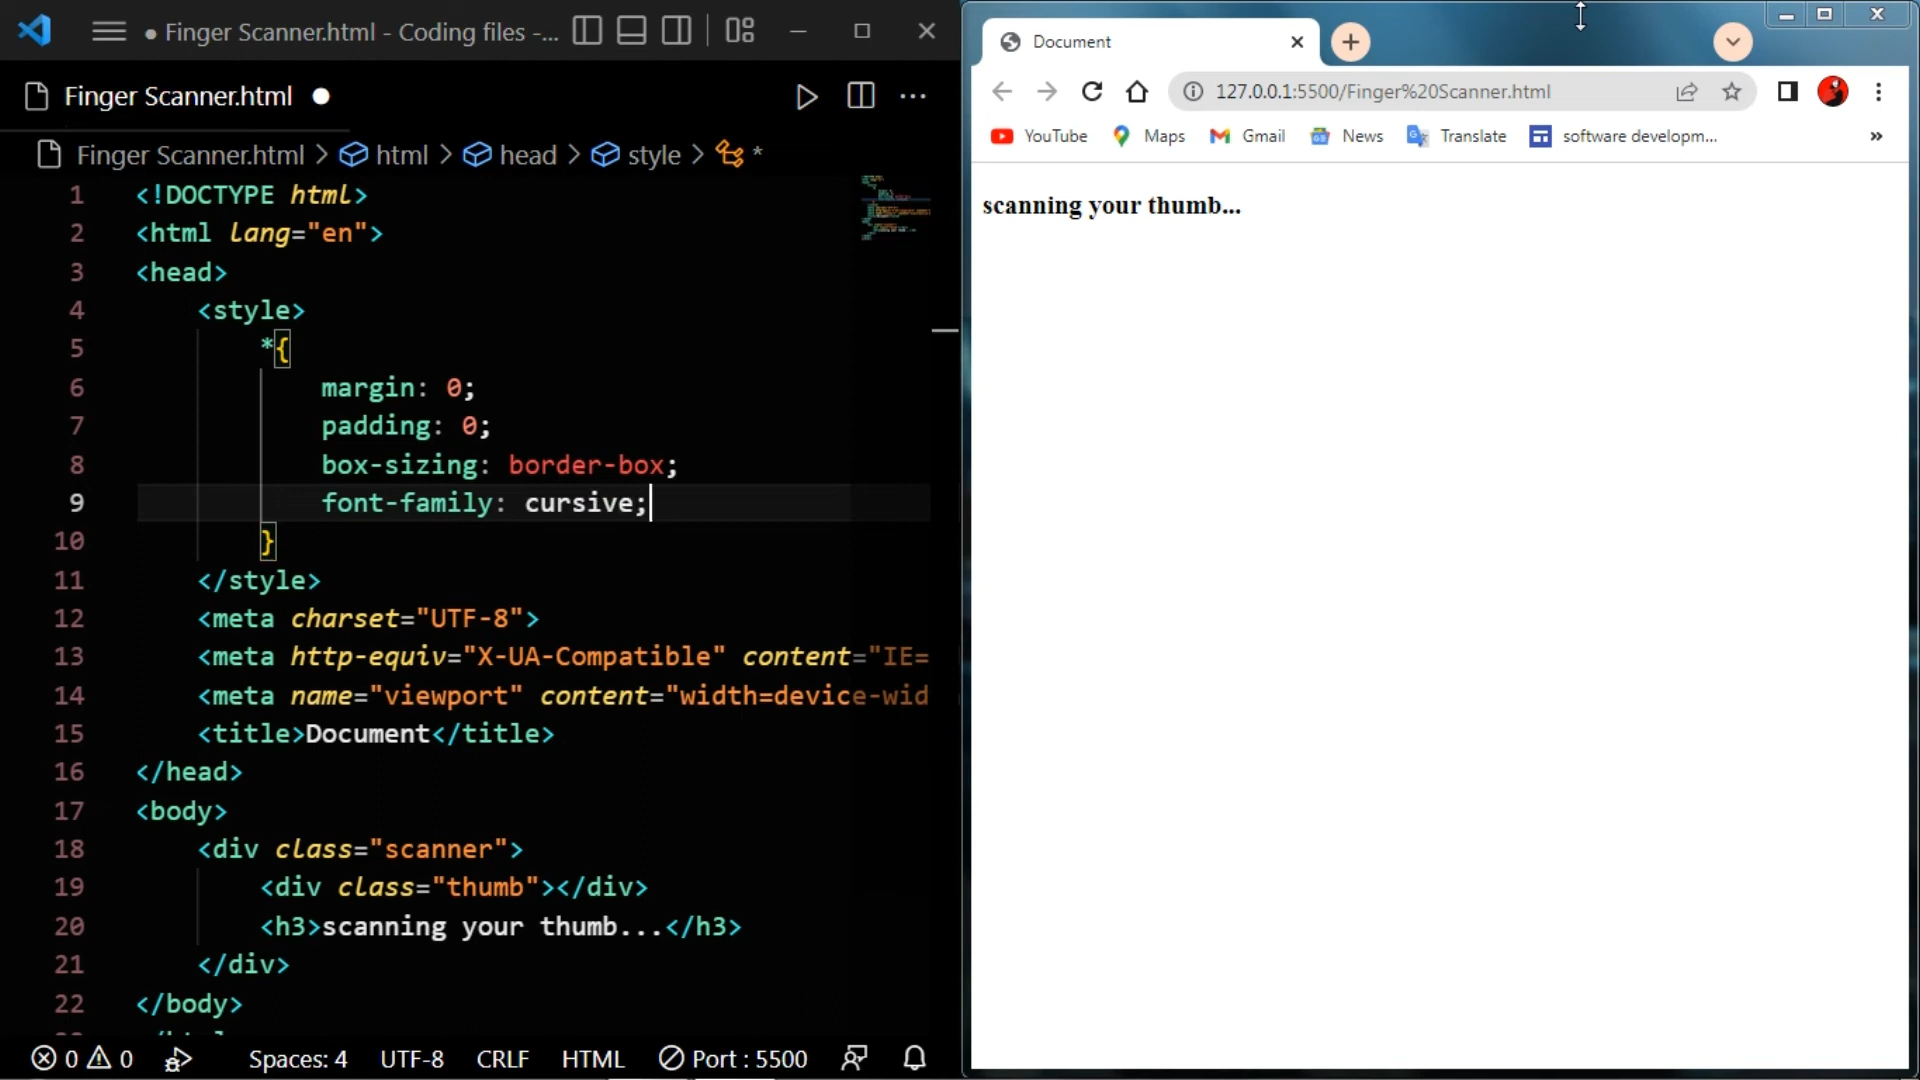 ● Finger Scanner.html - Coding files -...
Finger Scanner.html ●
Finger Scanner.html > html > head > style > *
1 <!DOCTYPE html>
2 <html lang="en">
3 <head>
4 <style>
5 *{
6 margin: 0;
7 padding: 0;
8 box-sizing: border-box;
9 font-family: cursive;
10 }
11 </style>
12 <meta charset="UTF-8">
13 <meta http-equiv="X-UA-Compatible" content="IE=
14 <meta name="viewport" content="width=device-wid
15 <title>Document</title>
16 </head>
17 <body>
18 <div class="scanner">
19 <div class="thumb"></div>
20 <h3>scanning your thumb...</h3>
21 </div>
22 </body>
0 0 Spaces: 4 UTF-8 CRLF HTML Port : 5500
Document
127.0.0.1:5500/Finger%20Scanner.html
YouTube Maps Gmail News Translate software developm... »
scanning your thumb...